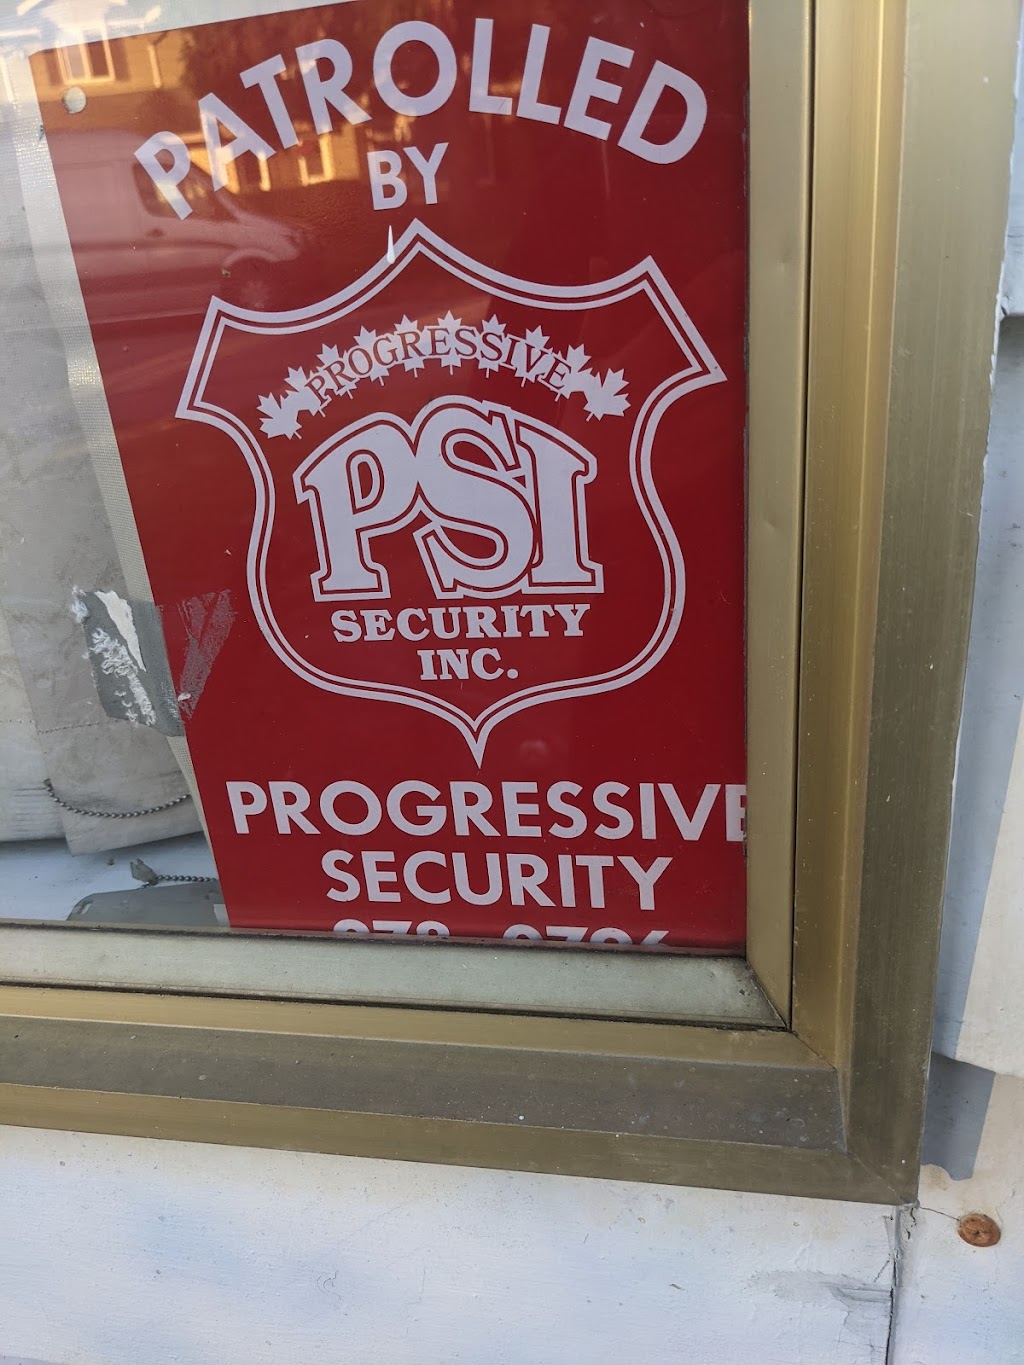 PATROLLED
BY
PROGRESSIVE
PSI
SECURITY
INC.
PROGRESSIVE
SECURITY